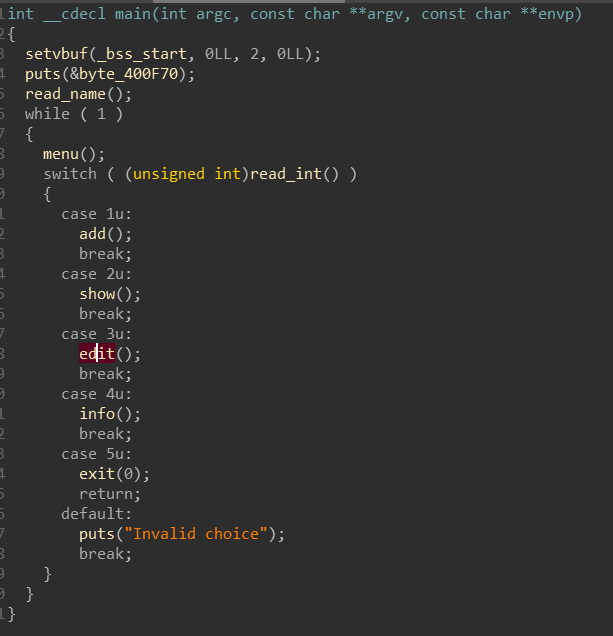 1int __cdecl main(int argc, const char **argv, const char **envp)
2{
3  setvbuf(_bss_start, 0LL, 2, 0LL);
4  puts(&byte_400F70);
5  read_name();
6  while ( 1 )
7  {
8    menu();
9    switch ( (unsigned int)read_int() )
0    {
1      case 1u:
2        add();
3        break;
4      case 2u:
5        show();
6        break;
7      case 3u:
8        edit();
9        break;
0      case 4u:
1        info();
2        break;
3      case 5u:
4        exit(0);
5        return;
6      default:
7        puts("Invalid choice");
8        break;
9    }
0  }
1}